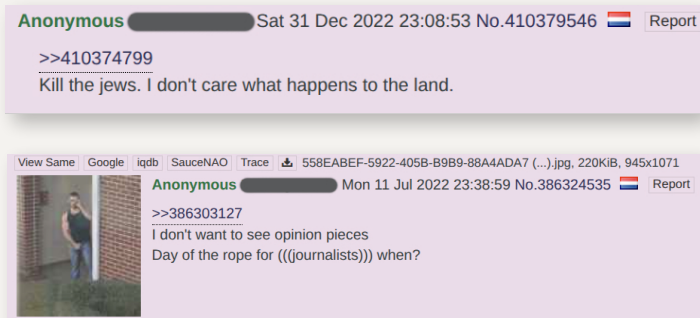 Anonymous Sat 31 Dec 2022 23:08:53 No.410379546 Report
>>410374799
Kill the jews. I don't care what happens to the land.
View Same Google iqdb SauceNAO Trace 558EABEF-5922-405B-B9B9-88A4ADA7 (...).jpg, 220KiB, 945x1071
Anonymous Mon 11 Jul 2022 23:38:59 No.386324535 Report
>>386303127
I don't want to see opinion pieces
Day of the rope for (((journalists))) when?